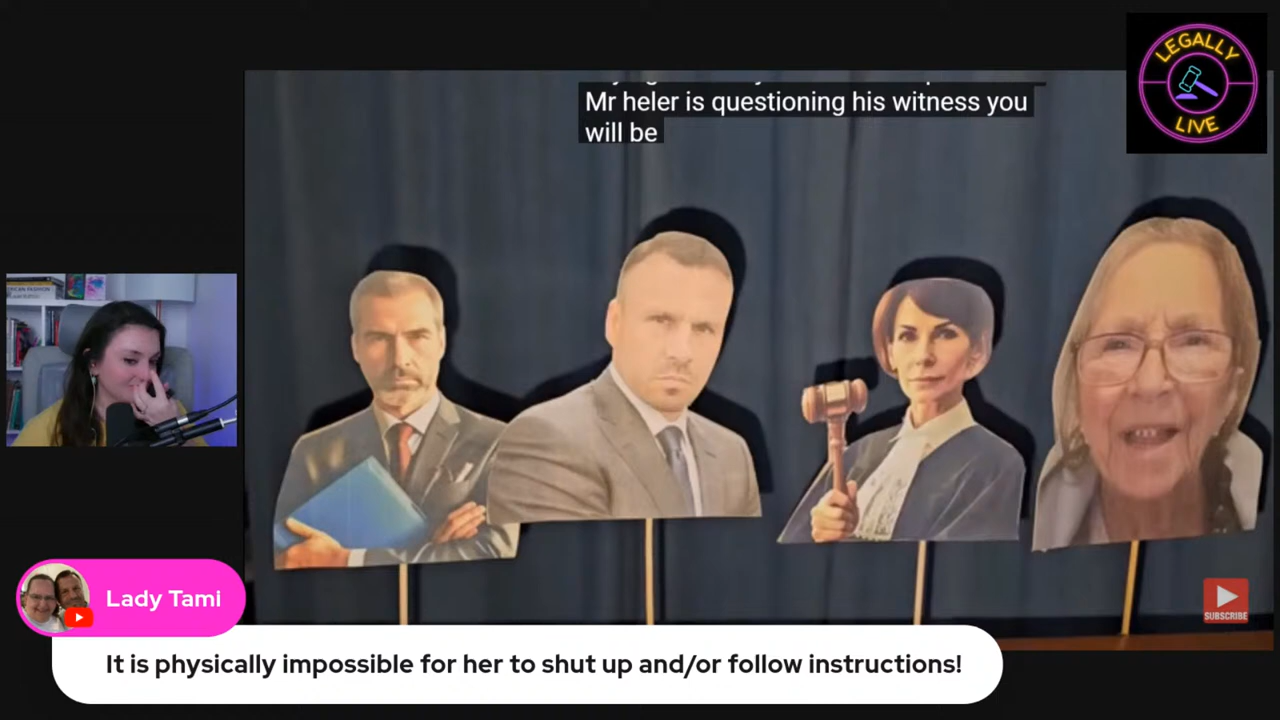 LEGALLY
LIVE
Mr heler is questioning his witness you
will be
SUBSCRIBE
Lady Tami
It is physically impossible for her to shut up and/or follow instructions!